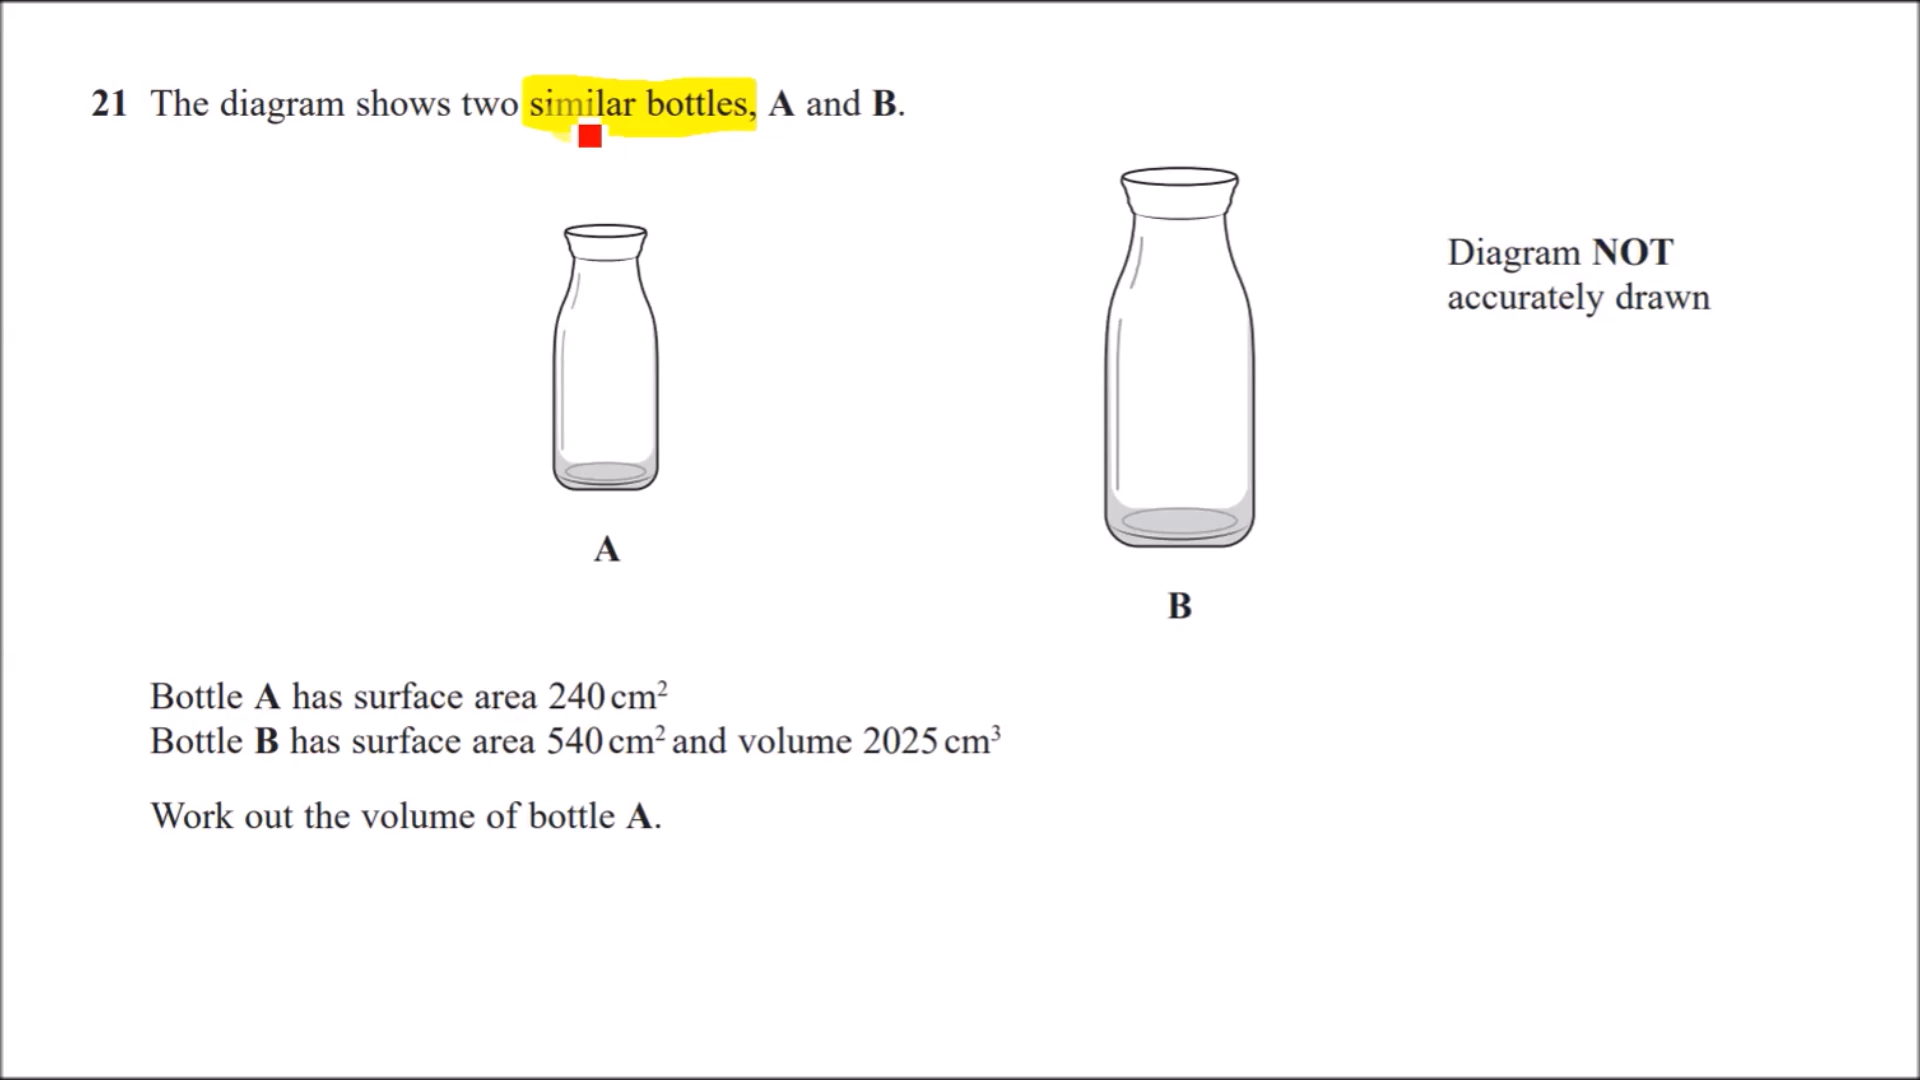 21 The diagram shows two similar bottles, A and B.
Diagram NOT
accurately drawn
A
B
Bottle A has surface area 240 cm²
Bottle B has surface area 540 cm² and volume 2025 cm³
Work out the volume of bottle A.